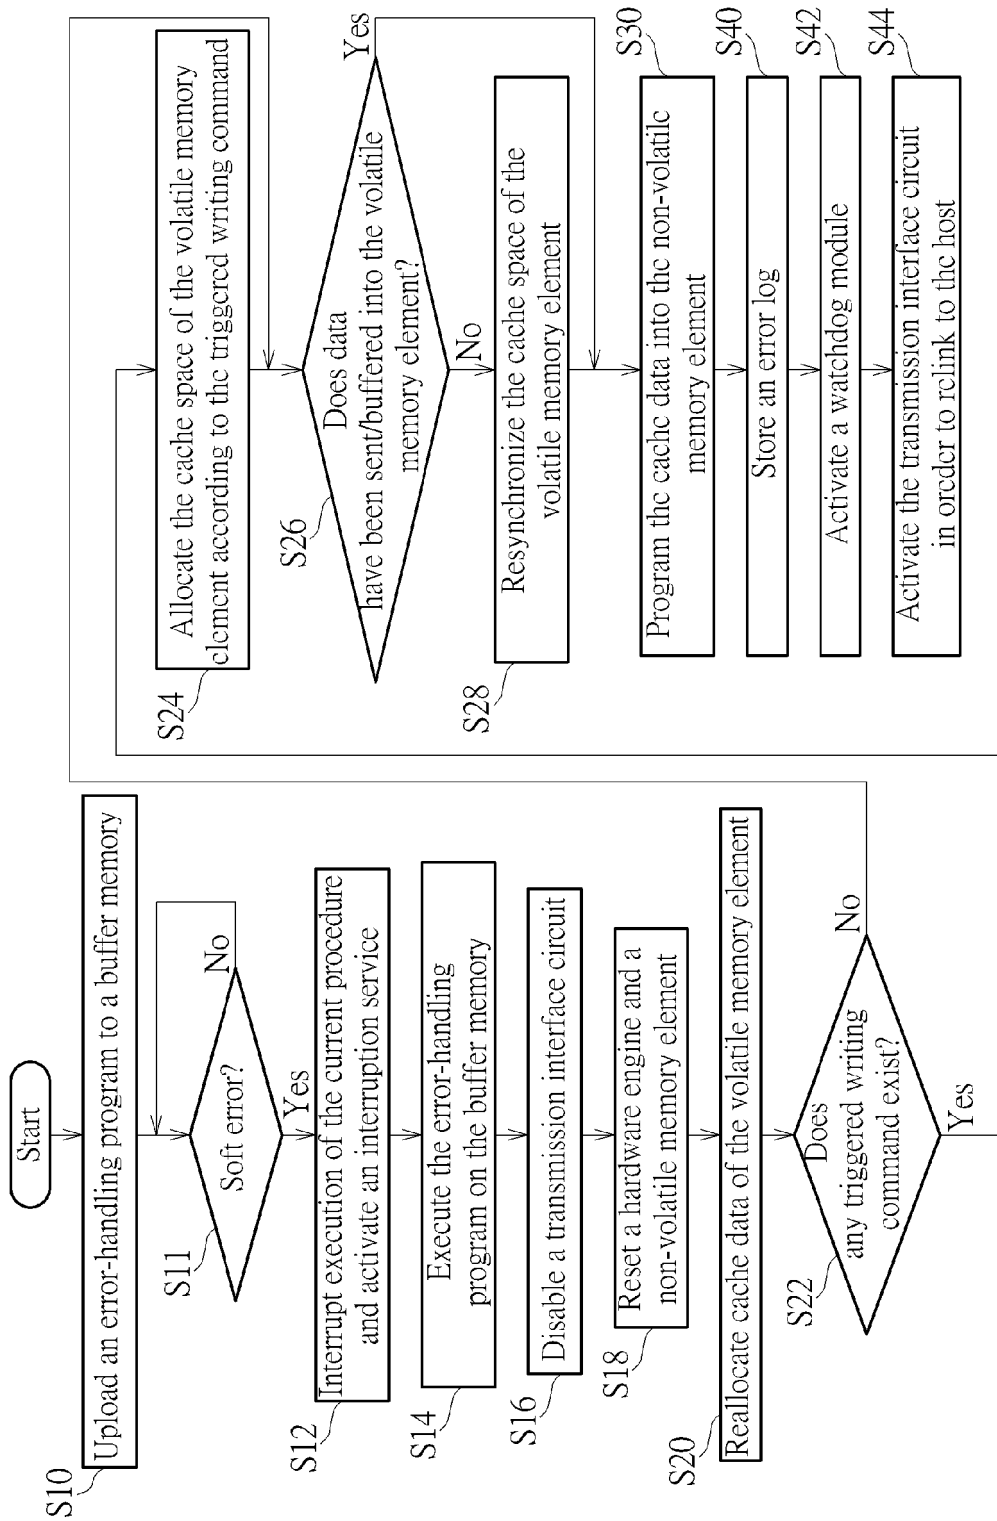 Start
S10
Upload an error-handling program to a buffer memory
S11
Soft error?
No
Yes
S12
Interrupt execution of the current procedure
and activate an interruption service
S14
Execute the error-handling
program on the buffer memory
S16
Disable a transmission interface circuit
S18
Reset a hardware engine and a
non-volatile memory element
S20
Reallocate cache data of the volatile memory element
S22
Does
any triggered writing
command exist?
No
Yes
S24
Allocate the cache space of the volatile memory
element according to the triggered writing command
S26
Does data
have been sent/buffered into the volatile
memory element?
Yes
No
S28
Resynchronize the cache space of the
volatile memory element
S30
Program the cache data into the non-volatile
memory element
S40
Store an error log
S42
Activate a watchdog module
S44
Activate the transmission interface circuit
in orcder to relink to the host